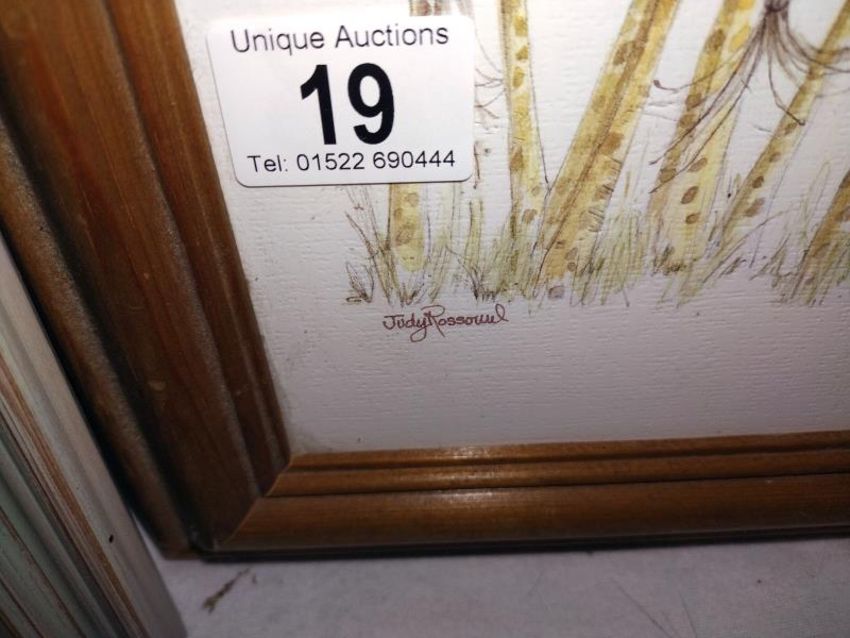 Unique Auctions
19
Tel: 01522 690444
Judy Rossouw